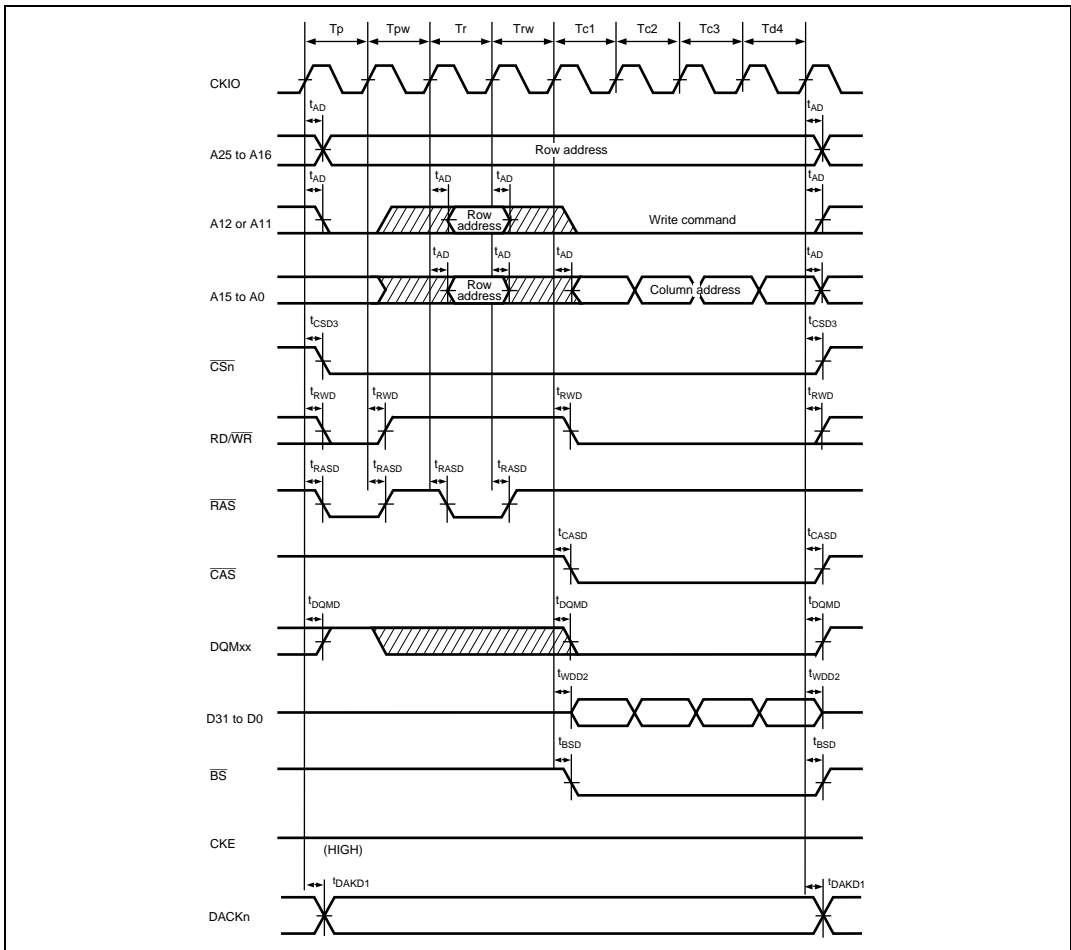 Tp Tpw Tr Trw Tc1 Tc2 Tc3 Td4
CKIO
tAD tAD
A25 to A16 Row address
tAD tAD tAD tAD
A12 or A11 Row address Write command
tAD tAD tAD tAD
A15 to A0 Row address Column address
tCSD3 tCSD3
CSn
tRWD tRWD tRWD tRWD
RD/WR
tRASD tRASD tRASD tRASD
RAS
tCASD tCASD
CAS
tDQMD tDQMD tDQMD
DQMxx
tWDD2 tWDD2
D31 to D0
tBSD tBSD
BS
CKE
(HIGH)
tDAKD1 tDAKD1
DACKn